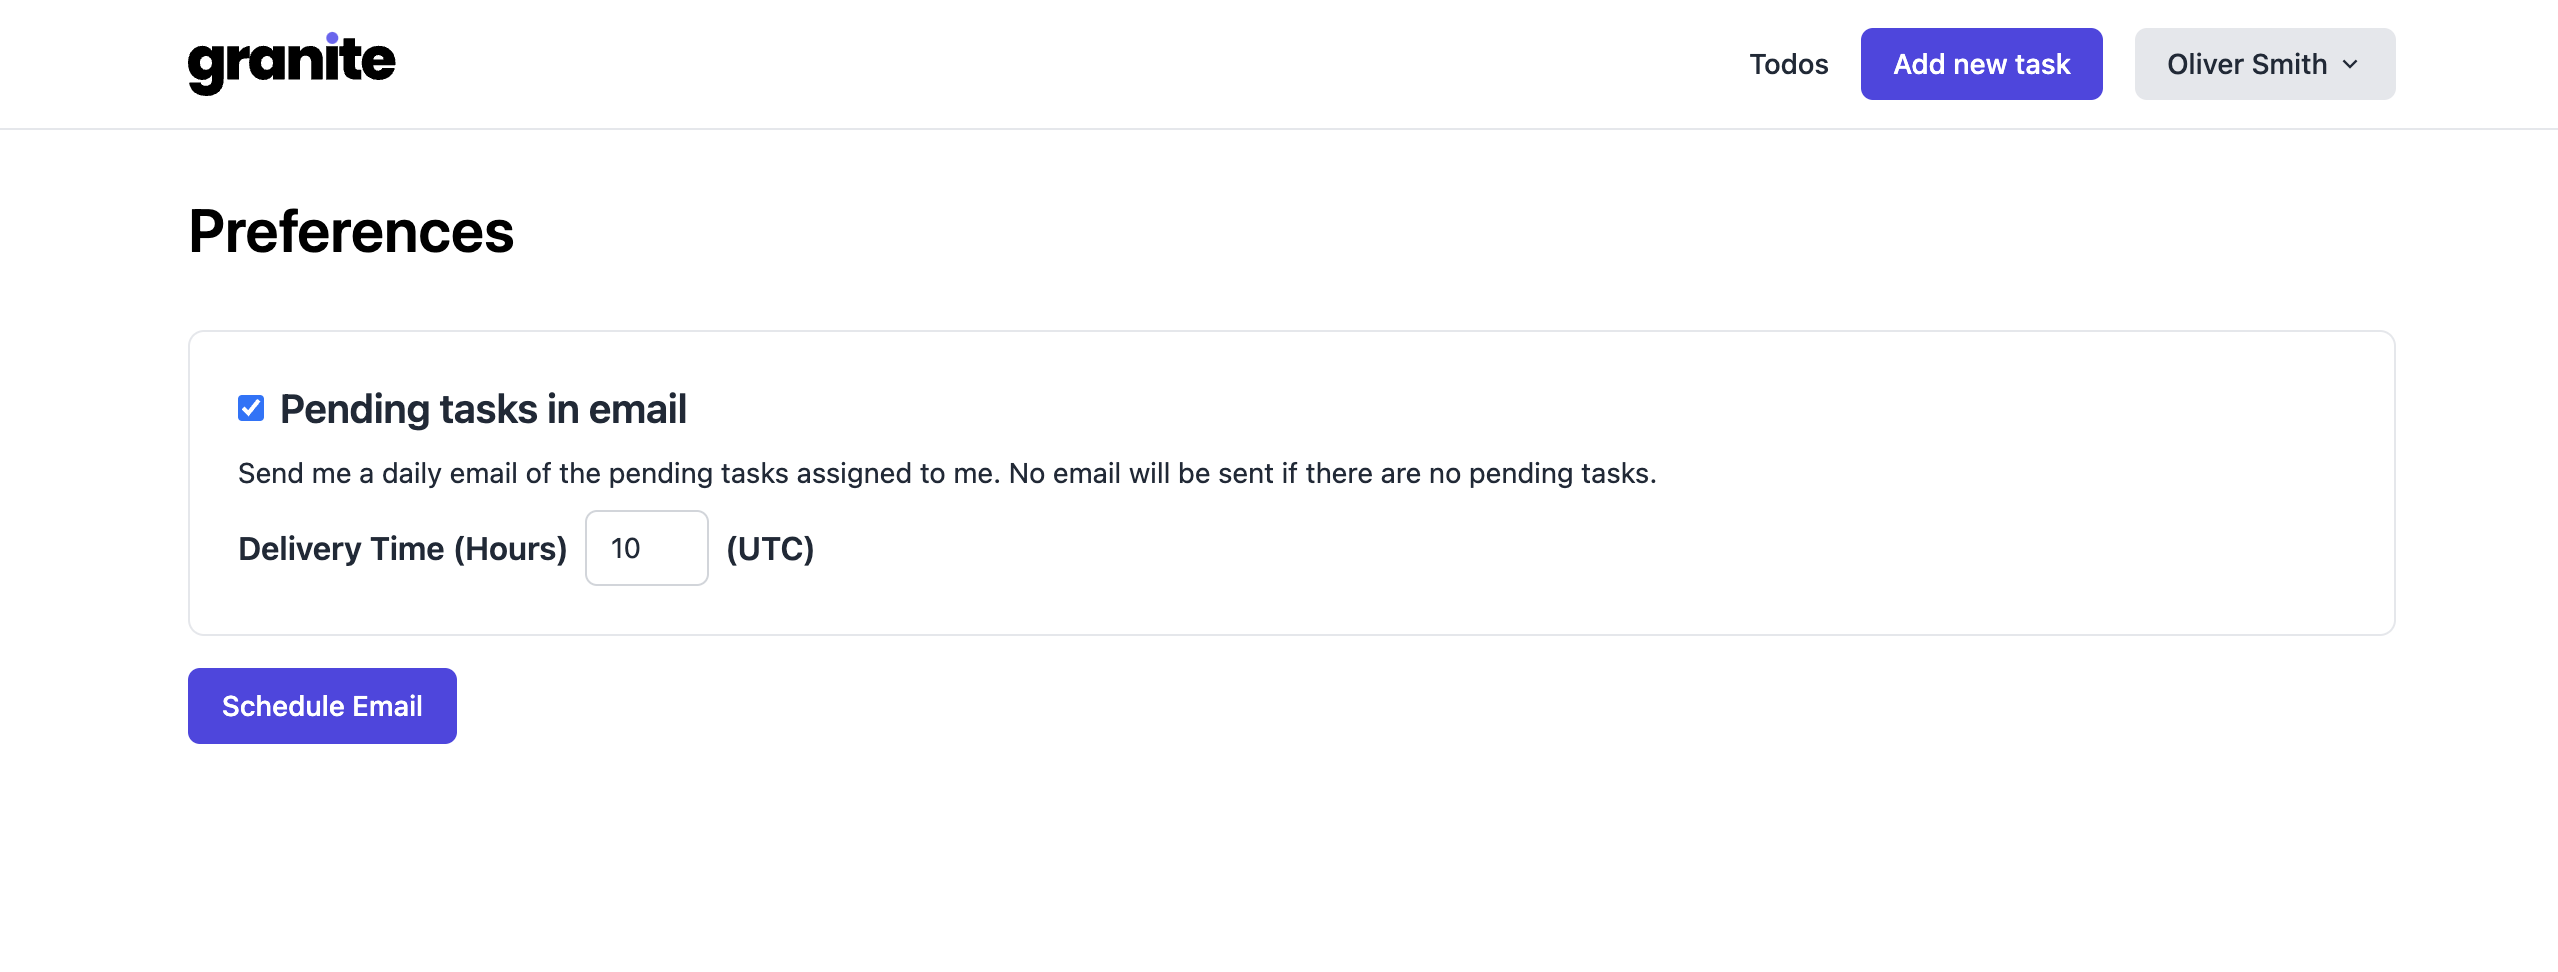 granite
Todos Add new task Oliver Smith
Preferences
Pending tasks in email
Send me a daily email of the pending tasks assigned to me. No email will be sent if there are no pending tasks.
Delivery Time (Hours) 10 (UTC)
Schedule Email